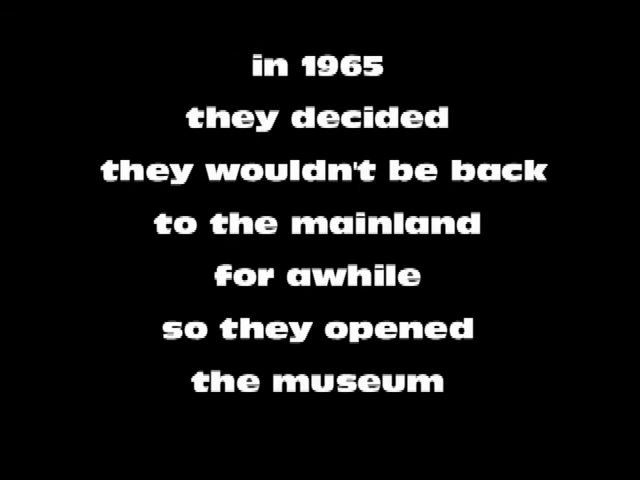 in 1965
they decided
they wouldn't be back
to the mainland
for awhile
so they opened
the museum